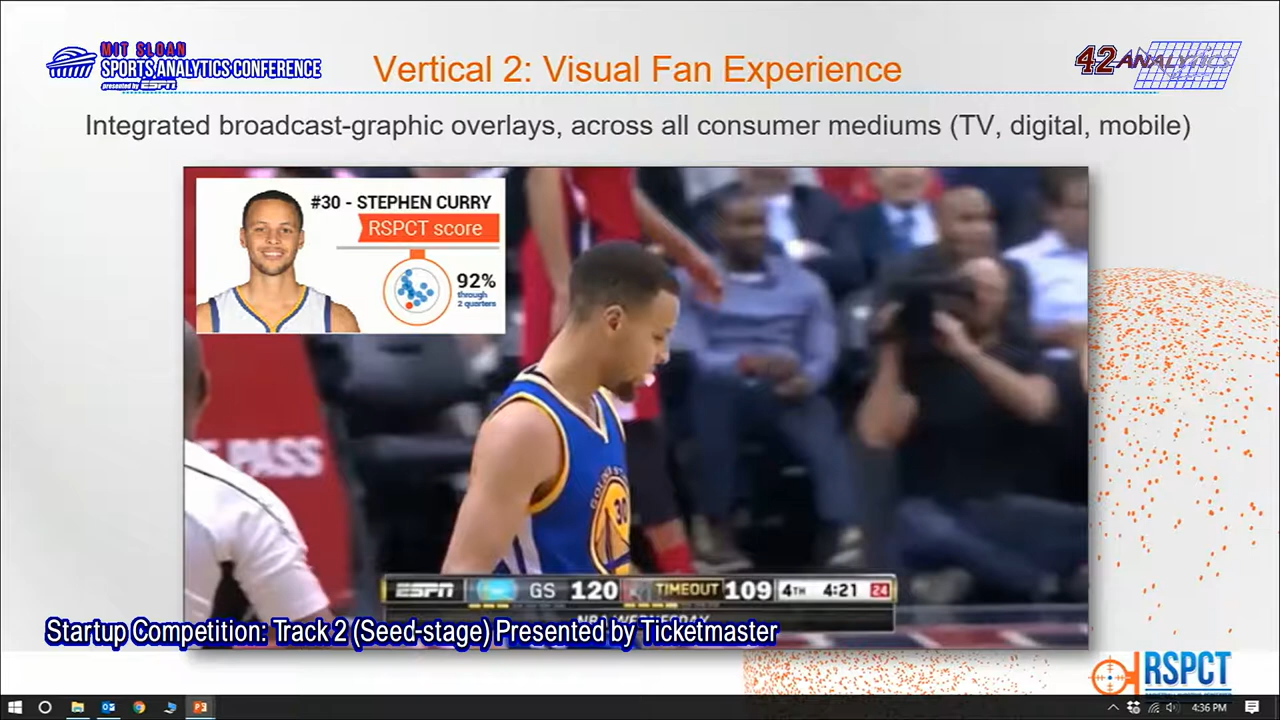 MIT SLOAN
SPORTS ANALYTICS CONFERENCE
presented by ESPN
Vertical 2: Visual Fan Experience
42 ANALYTICS
Integrated broadcast-graphic overlays, across all consumer mediums (TV, digital, mobile)
#30 - STEPHEN CURRY
RSPCT score
92%
through
2 quarters
PASS
30
ESPN GS 120 TIMEOUT 109 4TH 4:21 24
NBA WEDNESDAY
Startup Competition: Track 2 (Seed-stage) Presented by Ticketmaster
RSPCT
4:36 PM